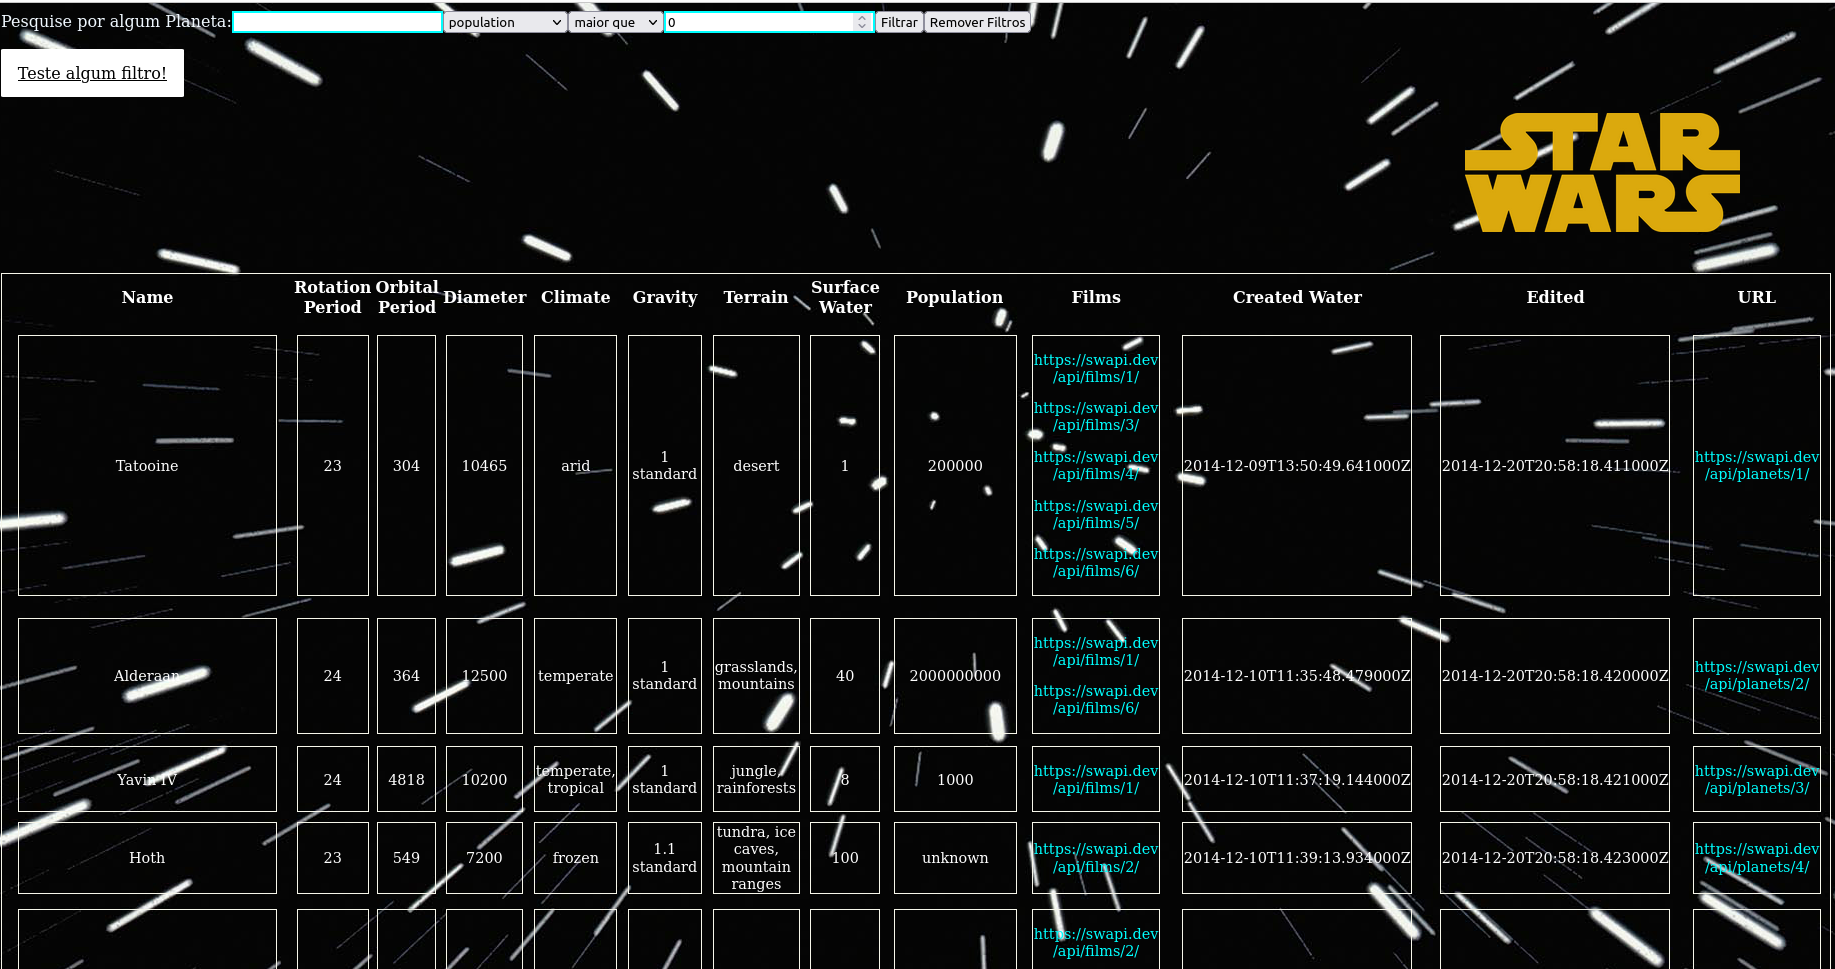 Pesquise por algum Planeta: population maior que 0 Filtrar Remover Filtros
Teste algum filtro!
STAR
WARS
Name Rotation Period Orbital Period Diameter Climate Gravity Terrain Surface Water Population Films Created Water Edited URL
Tatooine 23 304 10465 arid 1 standard desert 1 200000 https://swapi.dev/api/films/1/ https://swapi.dev/api/films/3/ https://swapi.dev/api/films/4/ https://swapi.dev/api/films/5/ https://swapi.dev/api/films/6/ 2014-12-09T13:50:49.641000Z 2014-12-20T20:58:18.411000Z https://swapi.dev/api/planets/1/
Alderaan 24 364 12500 temperate 1 standard grasslands, mountains 40 2000000000 https://swapi.dev/api/films/1/ https://swapi.dev/api/films/6/ 2014-12-10T11:35:48.479000Z 2014-12-20T20:58:18.420000Z https://swapi.dev/api/planets/2/
Yavin IV 24 4818 10200 temperate, tropical 1 standard jungle, rainforests 8 1000 https://swapi.dev/api/films/1/ 2014-12-10T11:37:19.144000Z 2014-12-20T20:58:18.421000Z https://swapi.dev/api/planets/3/
Hoth 23 549 7200 frozen 1.1 standard tundra, ice caves, mountain ranges 100 unknown https://swapi.dev/api/films/2/ 2014-12-10T11:39:13.934000Z 2014-12-20T20:58:18.423000Z https://swapi.dev/api/planets/4/
https://swapi.dev/api/films/2/